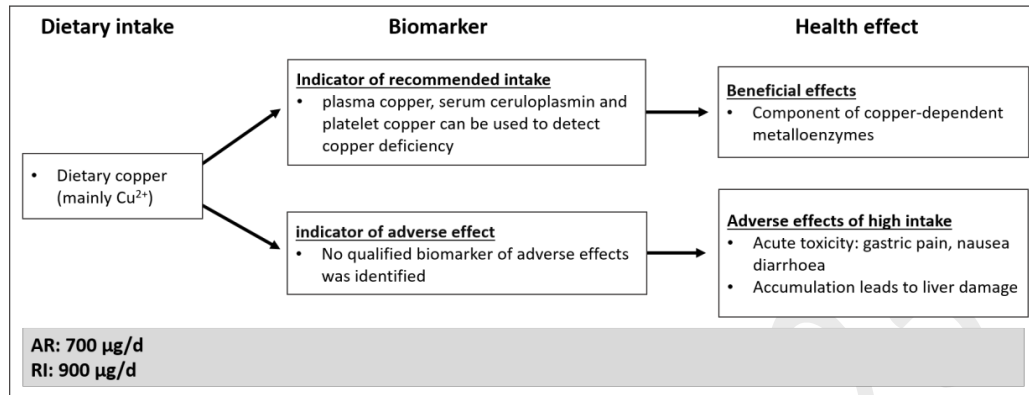 Dietary intake
Biomarker
Health effect
Indicator of recommended intake
• plasma copper, serum ceruloplasmin and
platelet copper can be used to detect
copper deficiency
Beneficial effects
• Component of copper-dependent
metalloenzymes
• Dietary copper
(mainly Cu²⁺)
indicator of adverse effect
• No qualified biomarker of adverse effects
was identified
Adverse effects of high intake
• Acute toxicity: gastric pain, nausea
diarrhoea
• Accumulation leads to liver damage
AR: 700 µg/d
RI: 900 µg/d